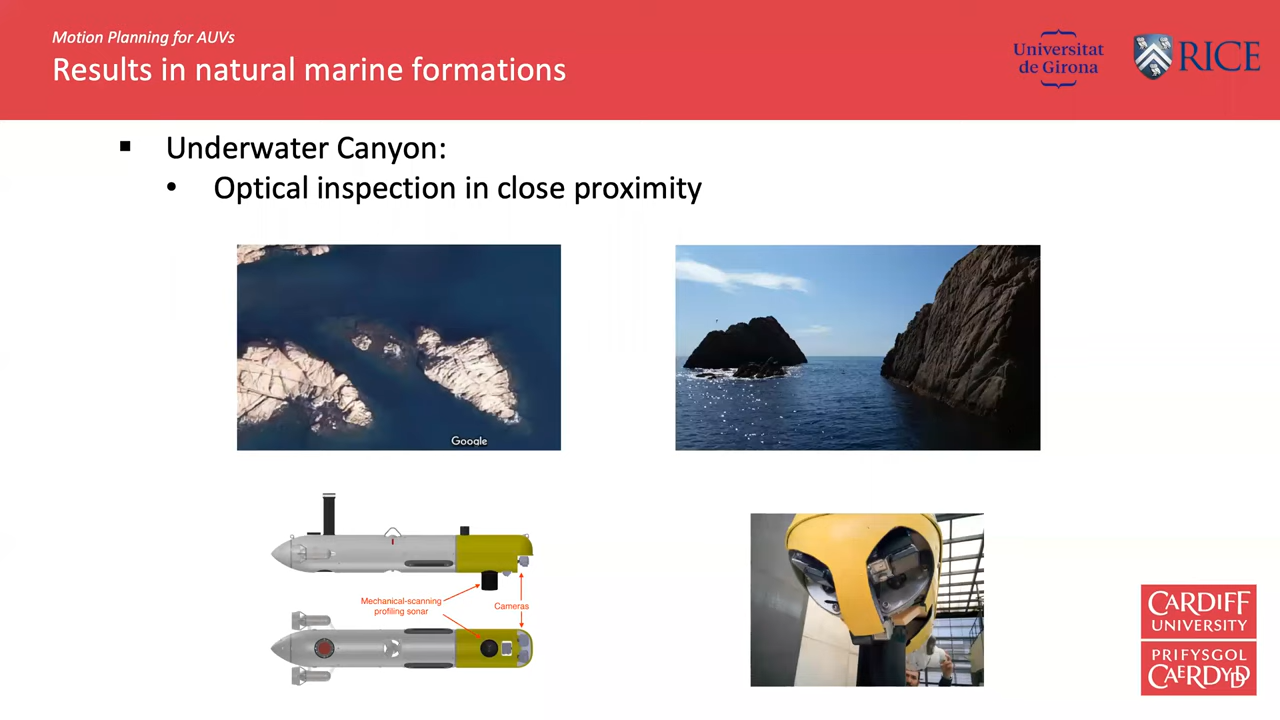 Motion Planning for AUVs
Results in natural marine formations
Universitat
de Girona
RICE
▪ Underwater Canyon:
• Optical inspection in close proximity
Google
Mechanical-scanning
profiling sonar
Cameras
CARDIFF
UNIVERSITY
PRIFYSGOL
CAERDYDD